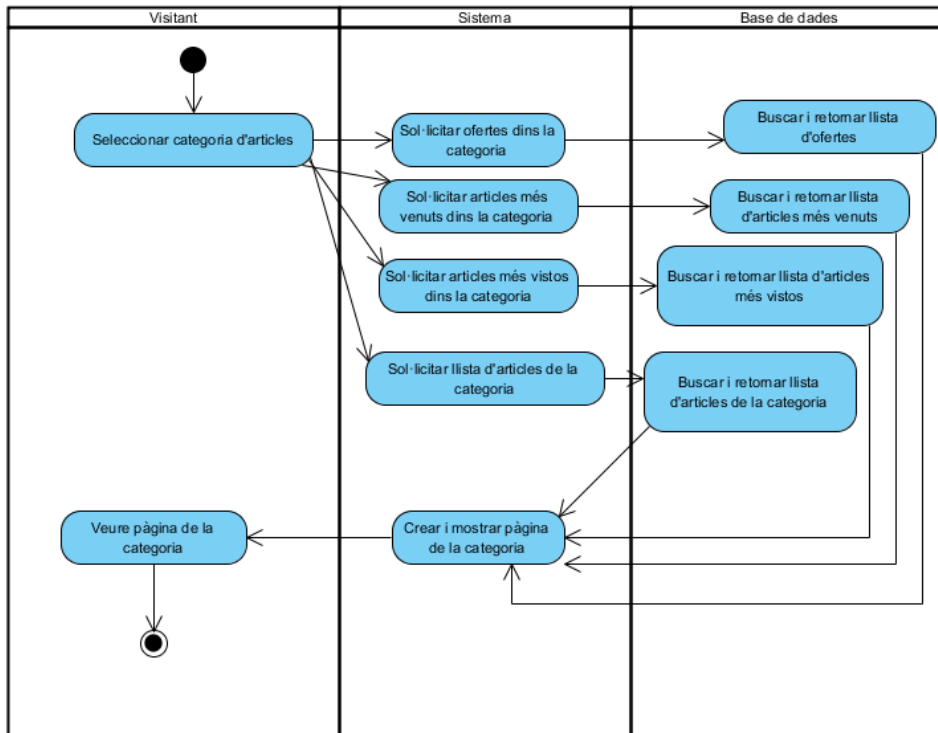 Visitant
Sistema
Base de dades
Seleccionar categoria d'articles
Sol·licitar ofertes dins la
categoria
Buscar i retornar llista
d'ofertes
Sol·licitar articles més
venuts dins la categoria
Buscar i retornar llista
d'articles més venuts
Sol·licitar articles més vistos
dins la categoria
Buscar i retornar llista d'articles
més vistos
Sol·licitar llista d'articles de la
categoria
Buscar i retornar llista
d'articles de la categoria
Veure pàgina de la
categoria
Crear i mostrar pàgina
de la categoria